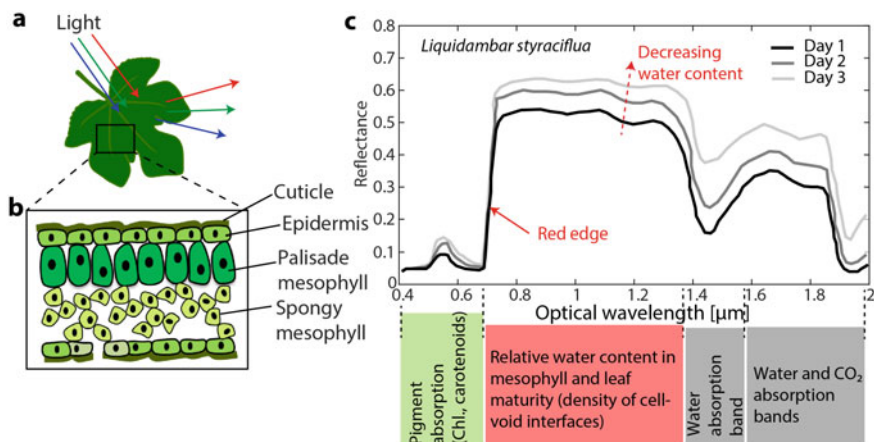 a
Light
b
Cuticle
Epidermis
Palisade
mesophyll
Spongy
mesophyll
c
Reflectance
0.7
0.6
0.5
0.4
0.3
0.2
0.1
0
Liquidambar styraciflua
Decreasing
water content
Day 1
Day 2
Day 3
Red edge
0.4
0.6
0.8
1
1.2
1.4
1.6
1.8
2
Optical wavelength [µm]
Pigment
absorption
(Chl., carotenoids)
Relative water content in
mesophyll and leaf
maturity (density of cell-
void interfaces)
Water
absorption
band
Water and CO₂
absorption
bands